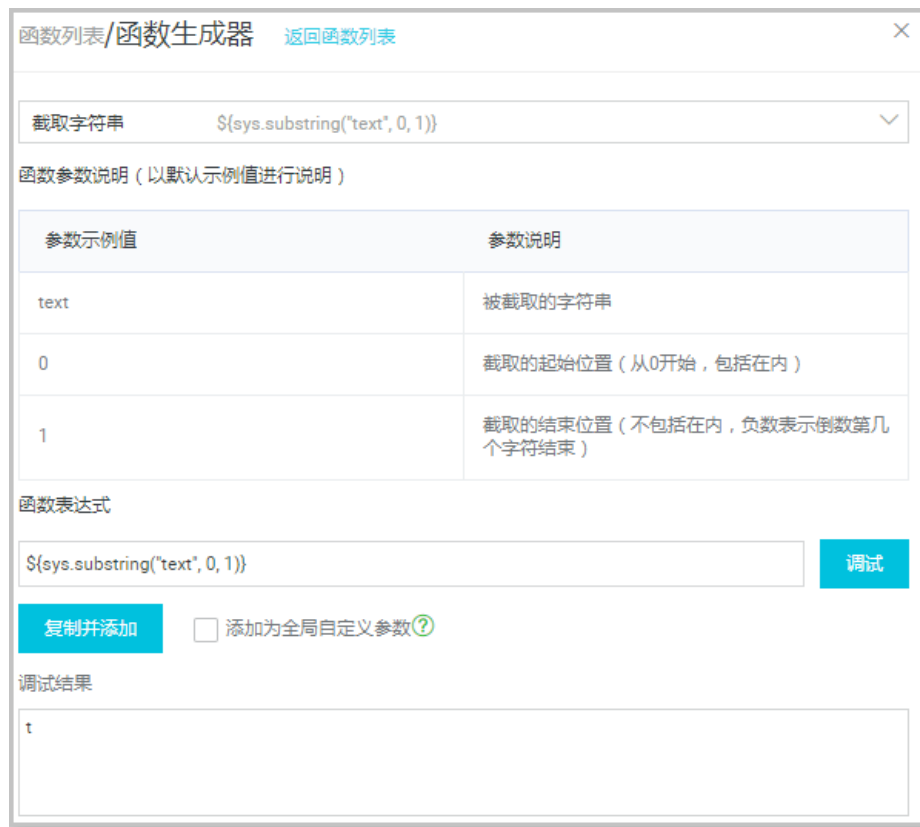 函数列表/函数生成器 返回函数列表
截取字符串 ${sys.substring("text", 0, 1)}
函数参数说明（以默认示例值进行说明）
参数示例值 参数说明
text 被截取的字符串
0 截取的起始位置（从0开始，包括在内）
1 截取的结束位置（不包括在内，负数表示倒数第几
个字符结束）
函数表达式
${sys.substring("text", 0, 1)} 调试
复制并添加 添加为全局自定义参数?
调试结果
t